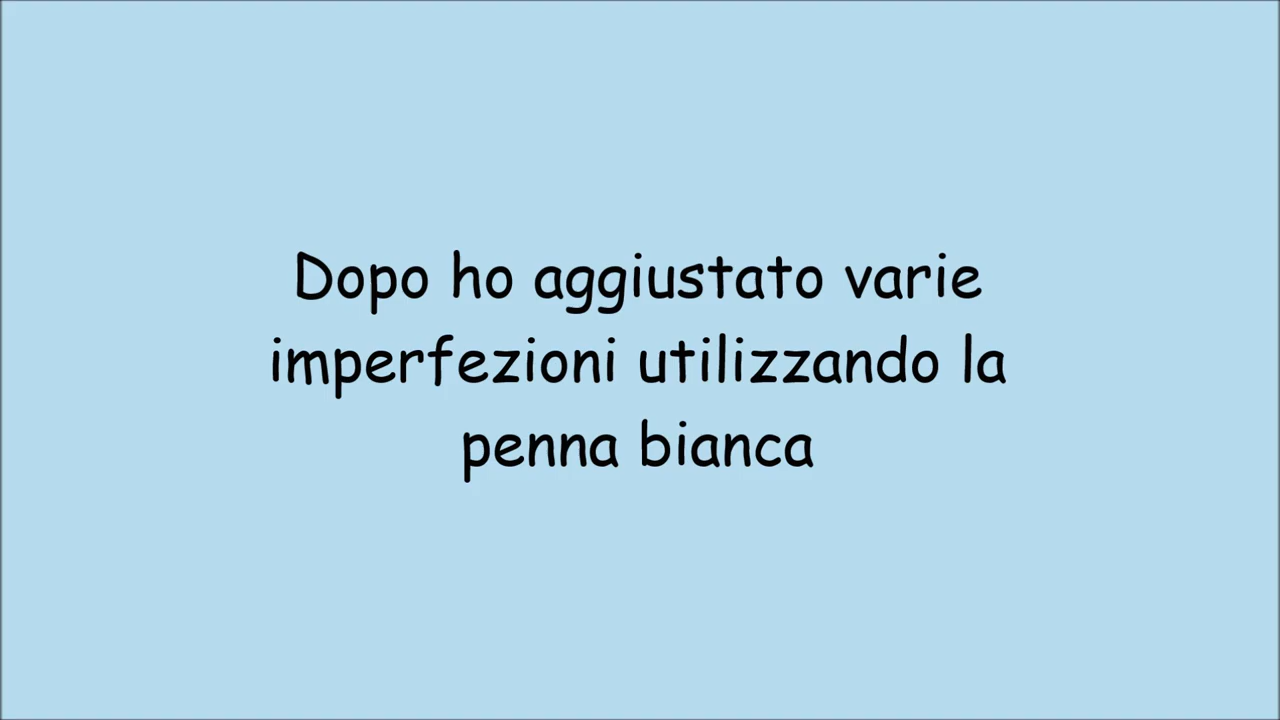 Dopo ho aggiustato varie
imperfezioni utilizzando la
penna bianca